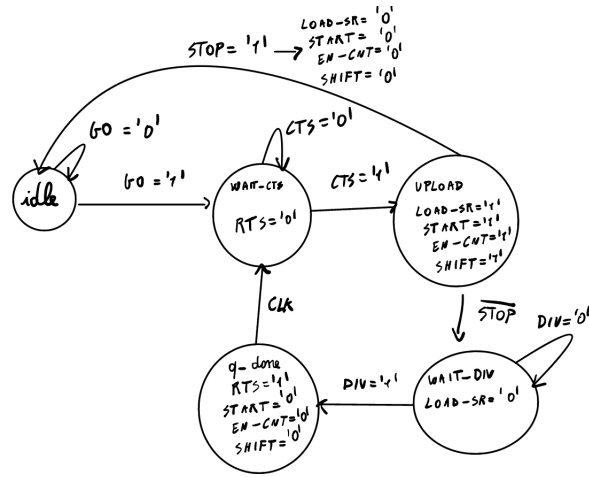 STOP = '1' → LOAD-SR = '0'
START = '0'
EN-CNT = '0'
SHIFT = '0'
GO = '0'
CTS = '0'
idle
GO = '1'
WAIT-CTS
RTS = '0'
CTS = '1'
UPLOAD
LOAD-SR = '1'
START = '1'
EN-CNT = '1'
SHIFT = '1'
CLK
STOP
DIV = '0'
q-done
RTS = '1'
START = '0'
EN-CNT = '0'
SHIFT = '0'
DIV = '1'
WAIT-DIV
LOAD-SR = '0'